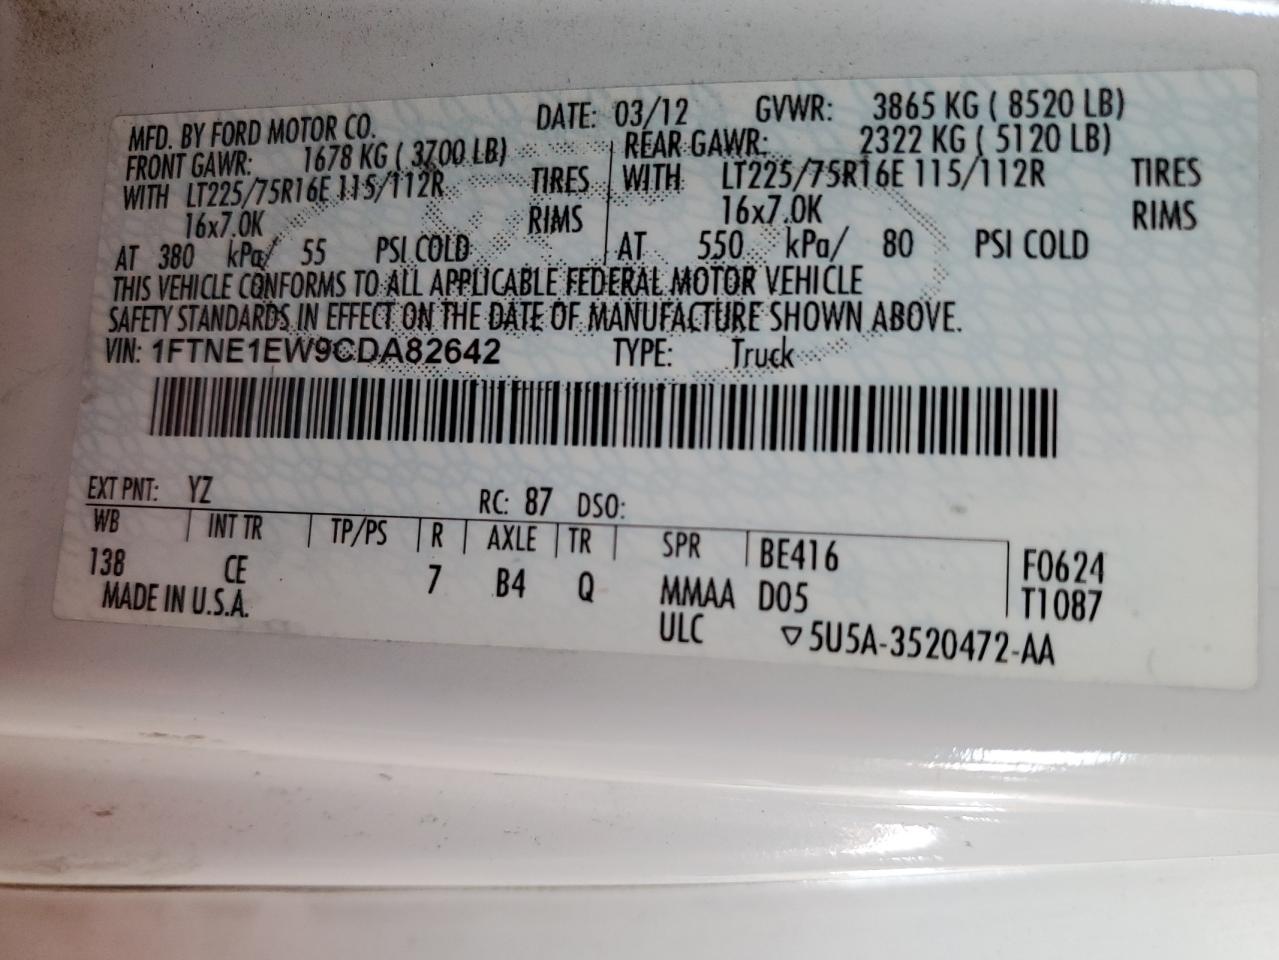 MFD. BY FORD MOTOR CO. DATE: 03/12 GVWR: 3865 KG ( 8520 LB)
FRONT GAWR: 1678 KG ( 3700 LB) REAR GAWR: 2322 KG ( 5120 LB)
WITH LT225/75R16E 115/112R TIRES WITH LT225/75R16E 115/112R TIRES
16x7.0K RIMS 16x7.0K RIMS
AT 380 kPa/ 55 PSI COLD AT 550 kPa/ 80 PSI COLD
THIS VEHICLE CONFORMS TO ALL APPLICABLE FEDERAL MOTOR VEHICLE
SAFETY STANDARDS IN EFFECT ON THE DATE OF MANUFACTURE SHOWN ABOVE.
VIN: 1FTNE1EW9CDA82642 TYPE: Truck
EXT PNT: YZ RC: 87 DSO:
WB INT TR TP/PS R AXLE TR SPR BE416
138 CE 7 B4 Q MMAA D05 F0624
MADE IN U.S.A. T1087
ULC ▽5U5A-3520472-AA